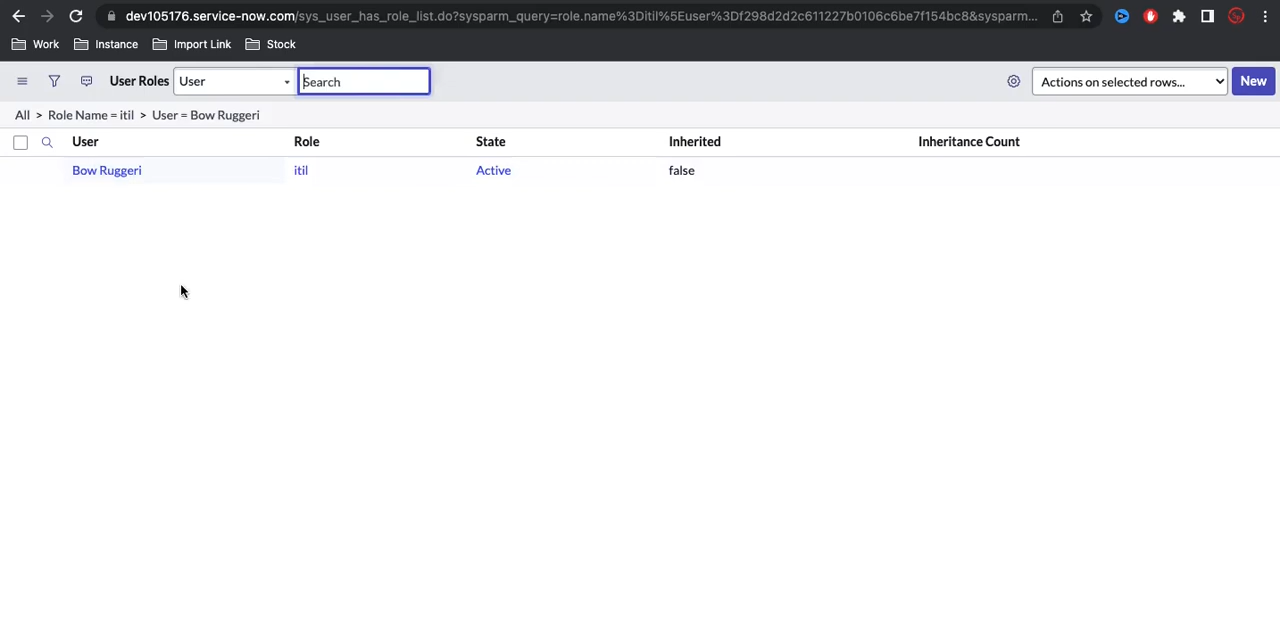 dev105176.service-now.com/sys_user_has_role_list.do?sysparm_query=role.name%3Ditil%5Euser%3Df298d2d2c611227b0106c6be7f154bc8&sysparm...
Work Instance Import Link Stock
User Roles User Search Actions on selected rows... New
All > Role Name = itil > User = Bow Ruggeri
User Role State Inherited Inheritance Count
Bow Ruggeri itil Active false